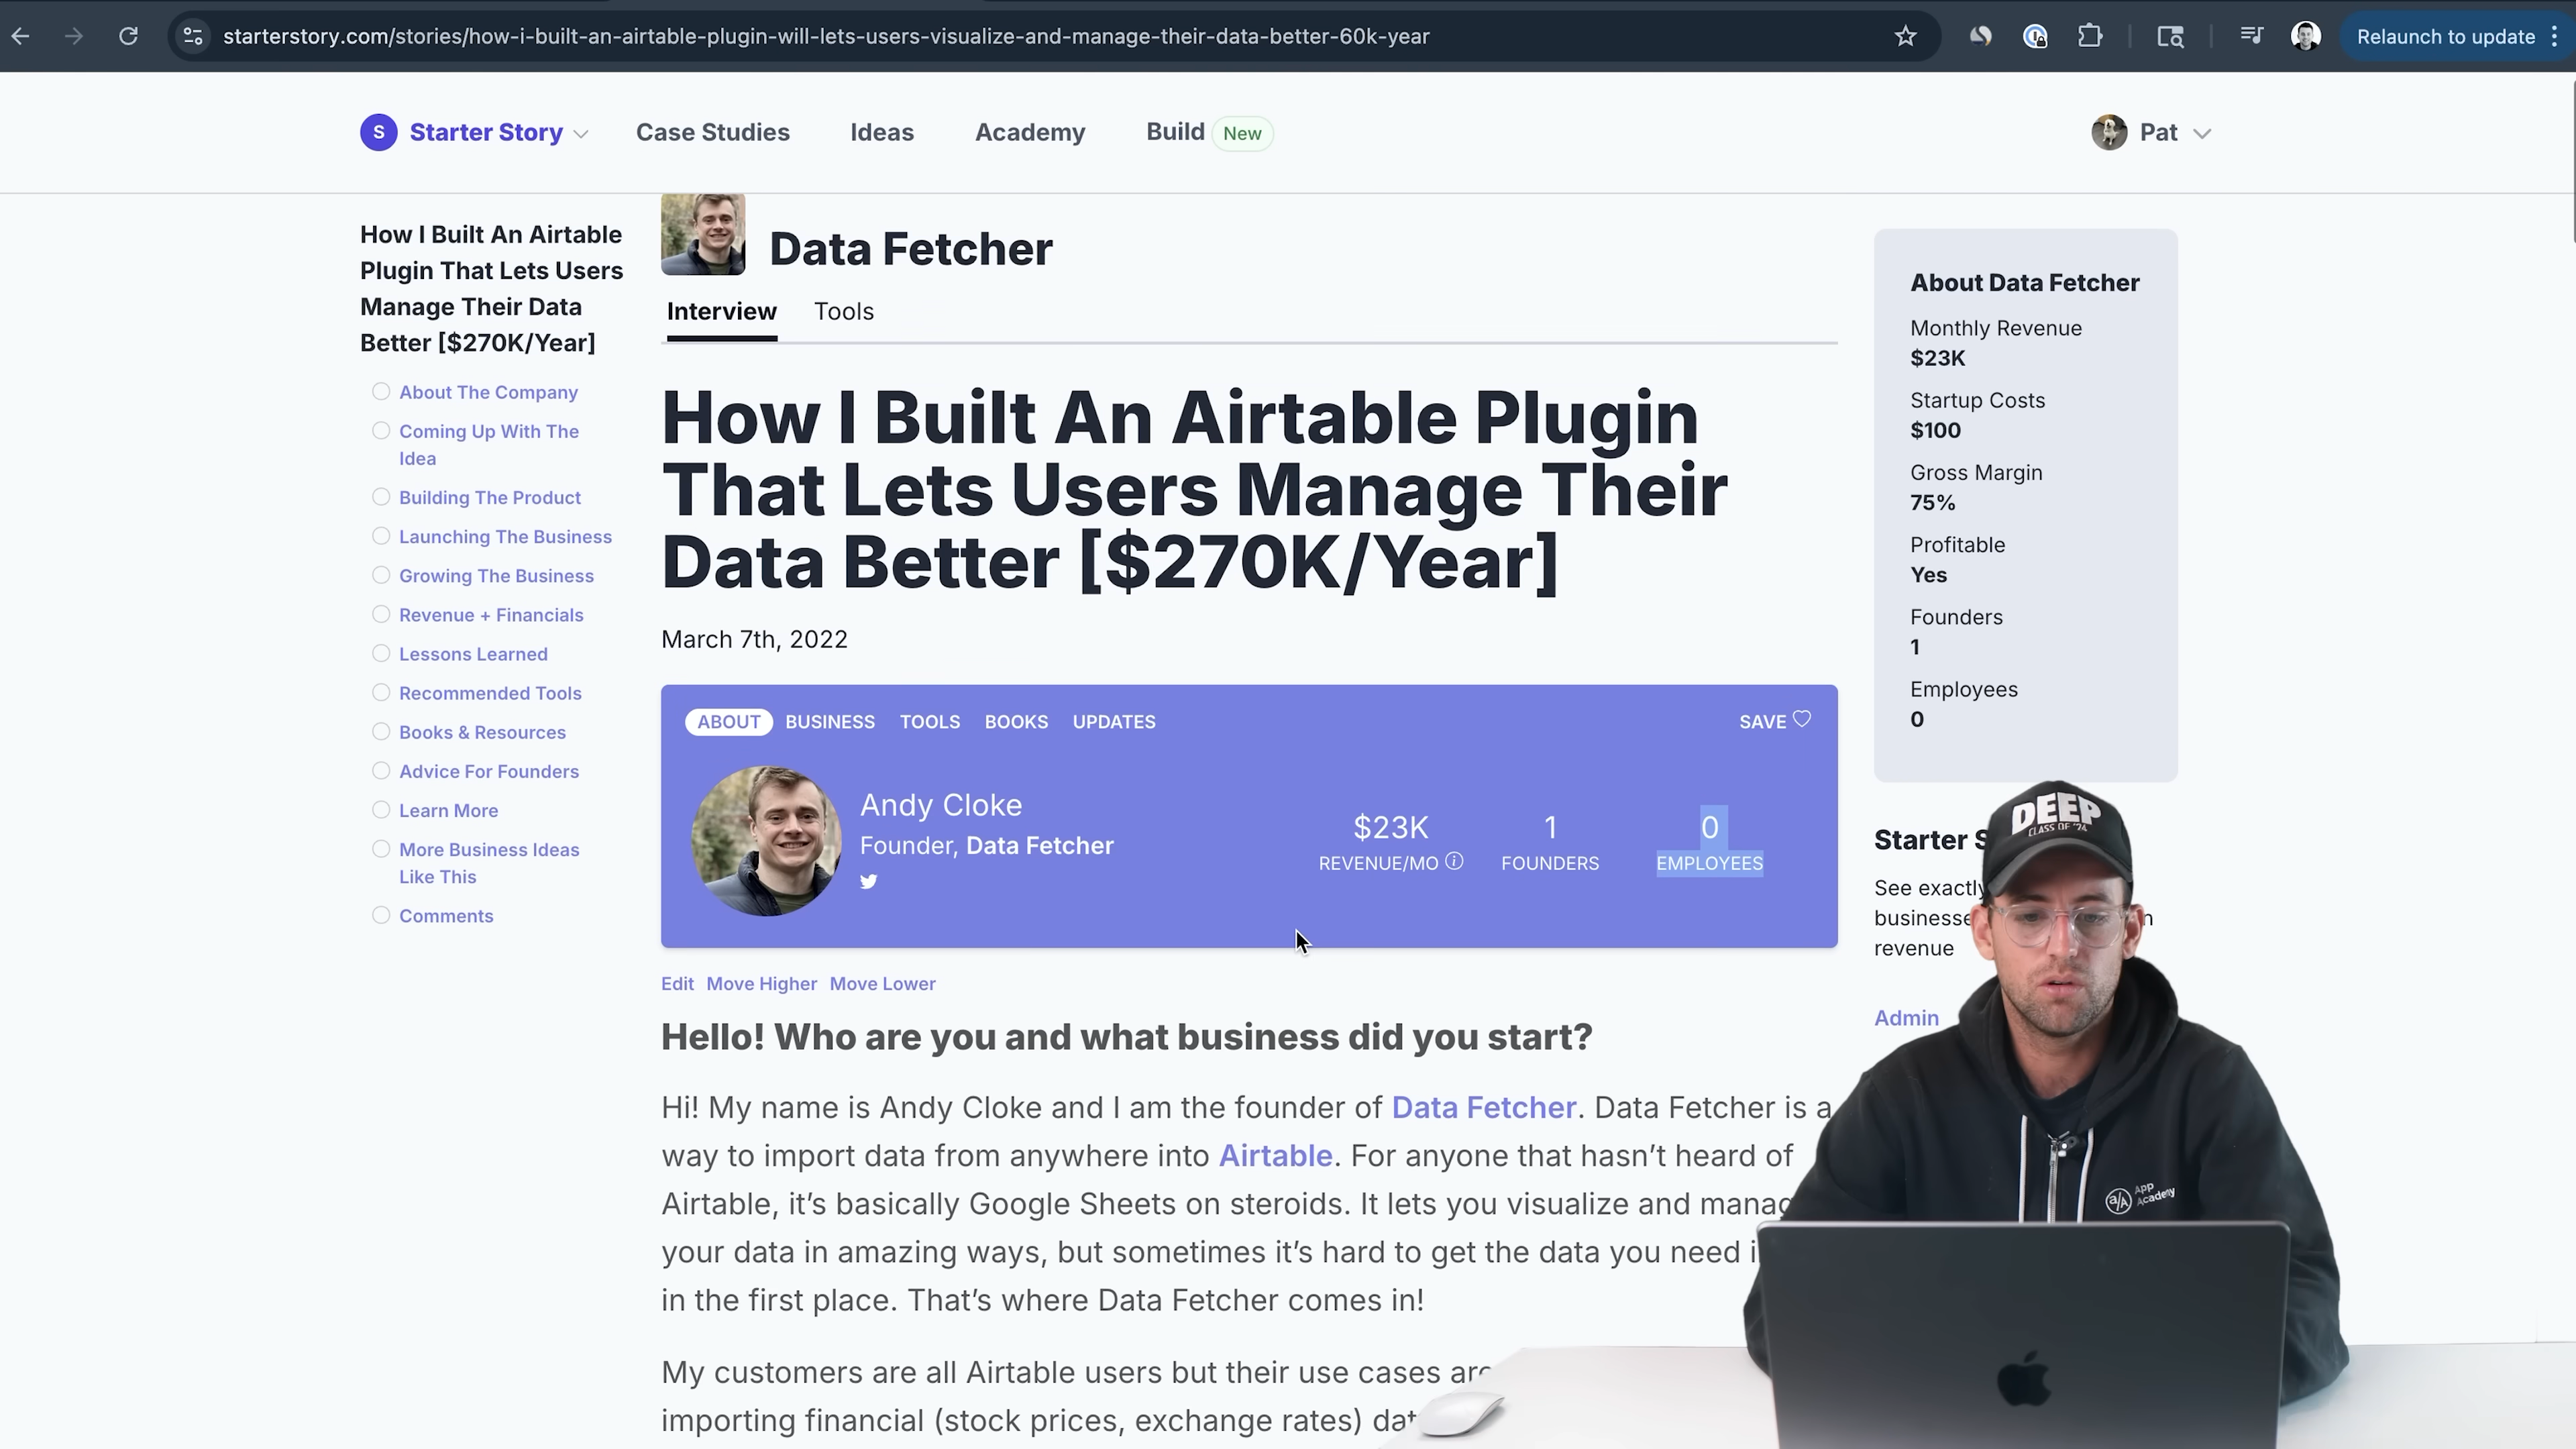 starterstory.com/stories/how-i-built-an-airtable-plugin-will-lets-users-visualize-and-manage-their-data-better-60k-year
Relaunch to update
S Starter Story
Case Studies
Ideas
Academy
Build New
Pat
How I Built An Airtable
Plugin That Lets Users
Manage Their Data
Better [$270K/Year]
About The Company
Coming Up With The
Idea
Building The Product
Launching The Business
Growing The Business
Revenue + Financials
Lessons Learned
Recommended Tools
Books & Resources
Advice For Founders
Learn More
More Business Ideas
Like This
Comments
Data Fetcher
Interview Tools
How I Built An Airtable Plugin
That Lets Users Manage Their
Data Better [$270K/Year]
March 7th, 2022
ABOUT BUSINESS TOOLS BOOKS UPDATES SAVE
Andy Cloke
Founder, Data Fetcher
$23K
REVENUE/MO
1
FOUNDERS
0
EMPLOYEES
Edit Move Higher Move Lower
Hello! Who are you and what business did you start?
Hi! My name is Andy Cloke and I am the founder of Data Fetcher. Data Fetcher is a
way to import data from anywhere into Airtable. For anyone that hasn't heard of
Airtable, it's basically Google Sheets on steroids. It lets you visualize and manag
your data in amazing ways, but sometimes it's hard to get the data you need i
in the first place. That's where Data Fetcher comes in!
My customers are all Airtable users but their use cases are
importing financial (stock prices, exchange rates) dat
About Data Fetcher
Monthly Revenue
$23K
Startup Costs
$100
Gross Margin
75%
Profitable
Yes
Founders
1
Employees
0
Starter S
See exactly
businesse n
revenue
Admin
DEEP
CLASS OF '74
a/A App
Academy